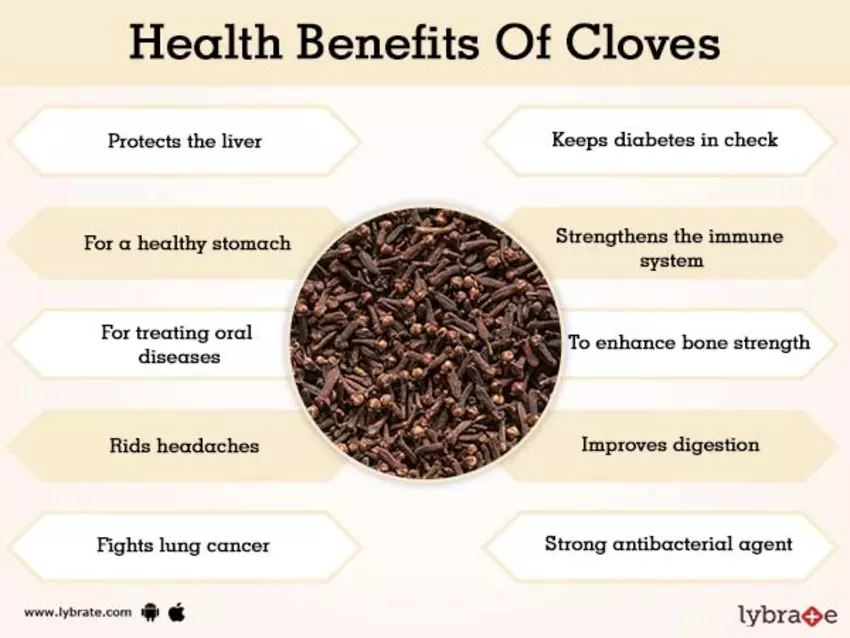 Health Benefits Of Cloves
Protects the liver
Keeps diabetes in check
For a healthy stomach
Strengthens the immune
system
For treating oral
diseases
To enhance bone strength
Rids headaches
Improves digestion
Fights lung cancer
Strong antibacterial agent
www.lybrate.com
lybrate